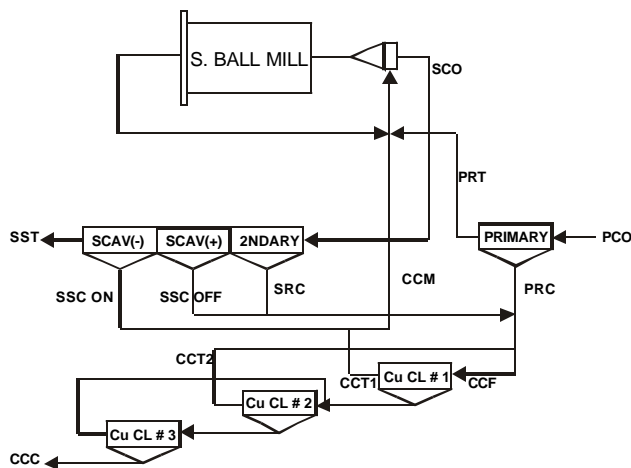 S. BALL MILL
SCO
PRT
SST
SCAV(-)
SCAV(+)
2NDARY
PRIMARY
PCO
SSC ON
SSC OFF
SRC
CCM
PRC
CCT2
CCT1
Cu CL # 1
CCF
Cu CL # 2
Cu CL # 3
CCC